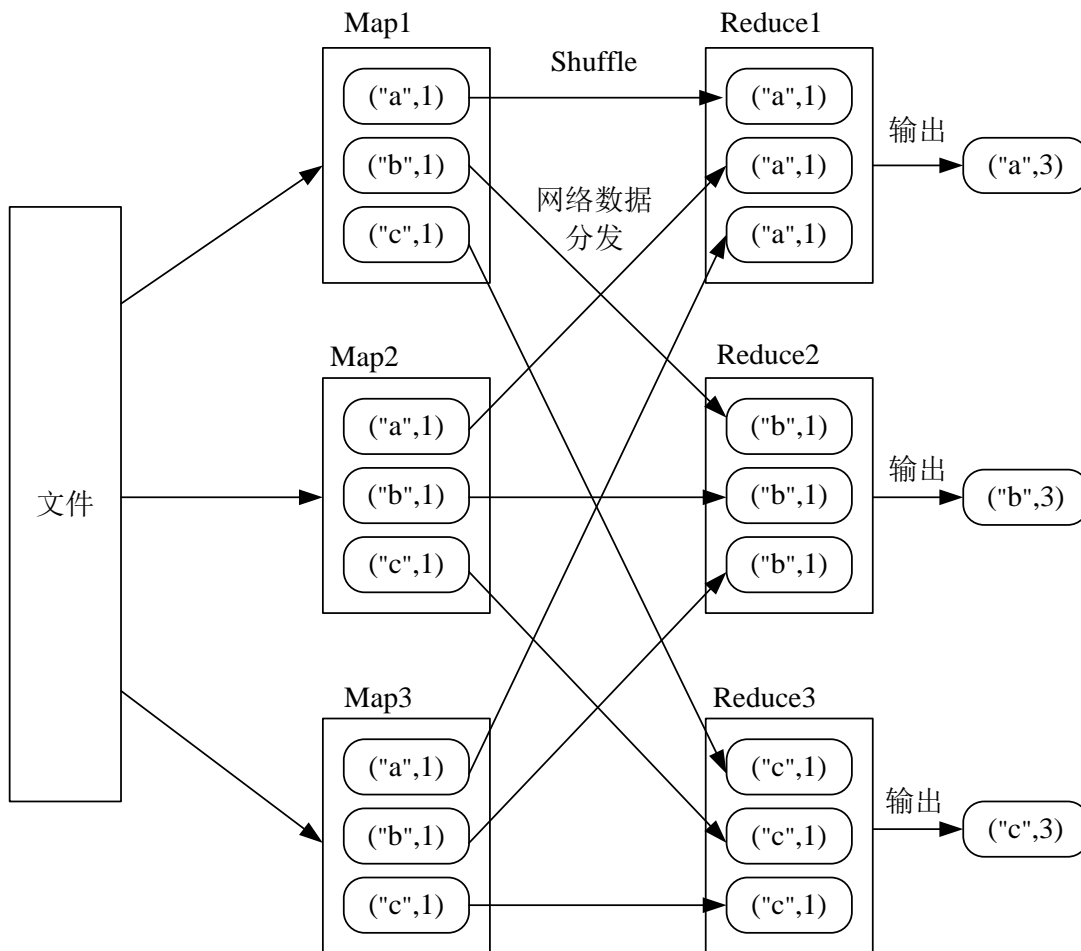 文件
Map1
("a",1)
("b",1)
("c",1)
Map2
("a",1)
("b",1)
("c",1)
Map3
("a",1)
("b",1)
("c",1)
Shuffle
网络数据
分发
Reduce1
("a",1)
("a",1)
("a",1)
输出
("a",3)
Reduce2
("b",1)
("b",1)
("b",1)
输出
("b",3)
Reduce3
("c",1)
("c",1)
("c",1)
输出
("c",3)